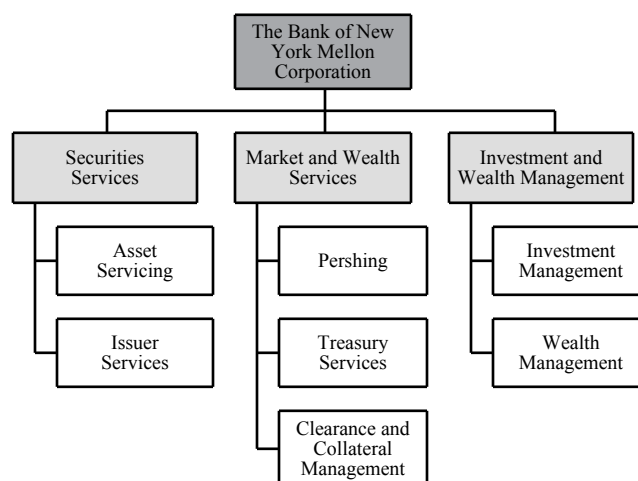 The Bank of New
York Mellon
Corporation
Securities
Services
Market and Wealth
Services
Investment and
Wealth Management
Asset
Servicing
Pershing
Investment
Management
Issuer
Services
Treasury
Services
Wealth
Management
Clearance and
Collateral
Management